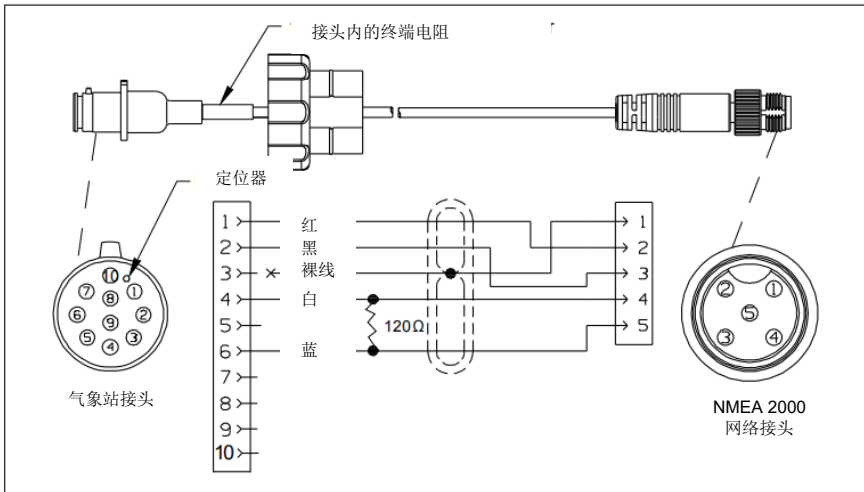 接头内的终端电阻
定位器
1 红 1
2 黑 2
3 裸线 3
4 白 4
5 120Ω 5
6 蓝
7
8
9
10
10
7 8 1
6 9 2
5 4 3
气象站接头
2 1
5
3 4
NMEA 2000
网络接头